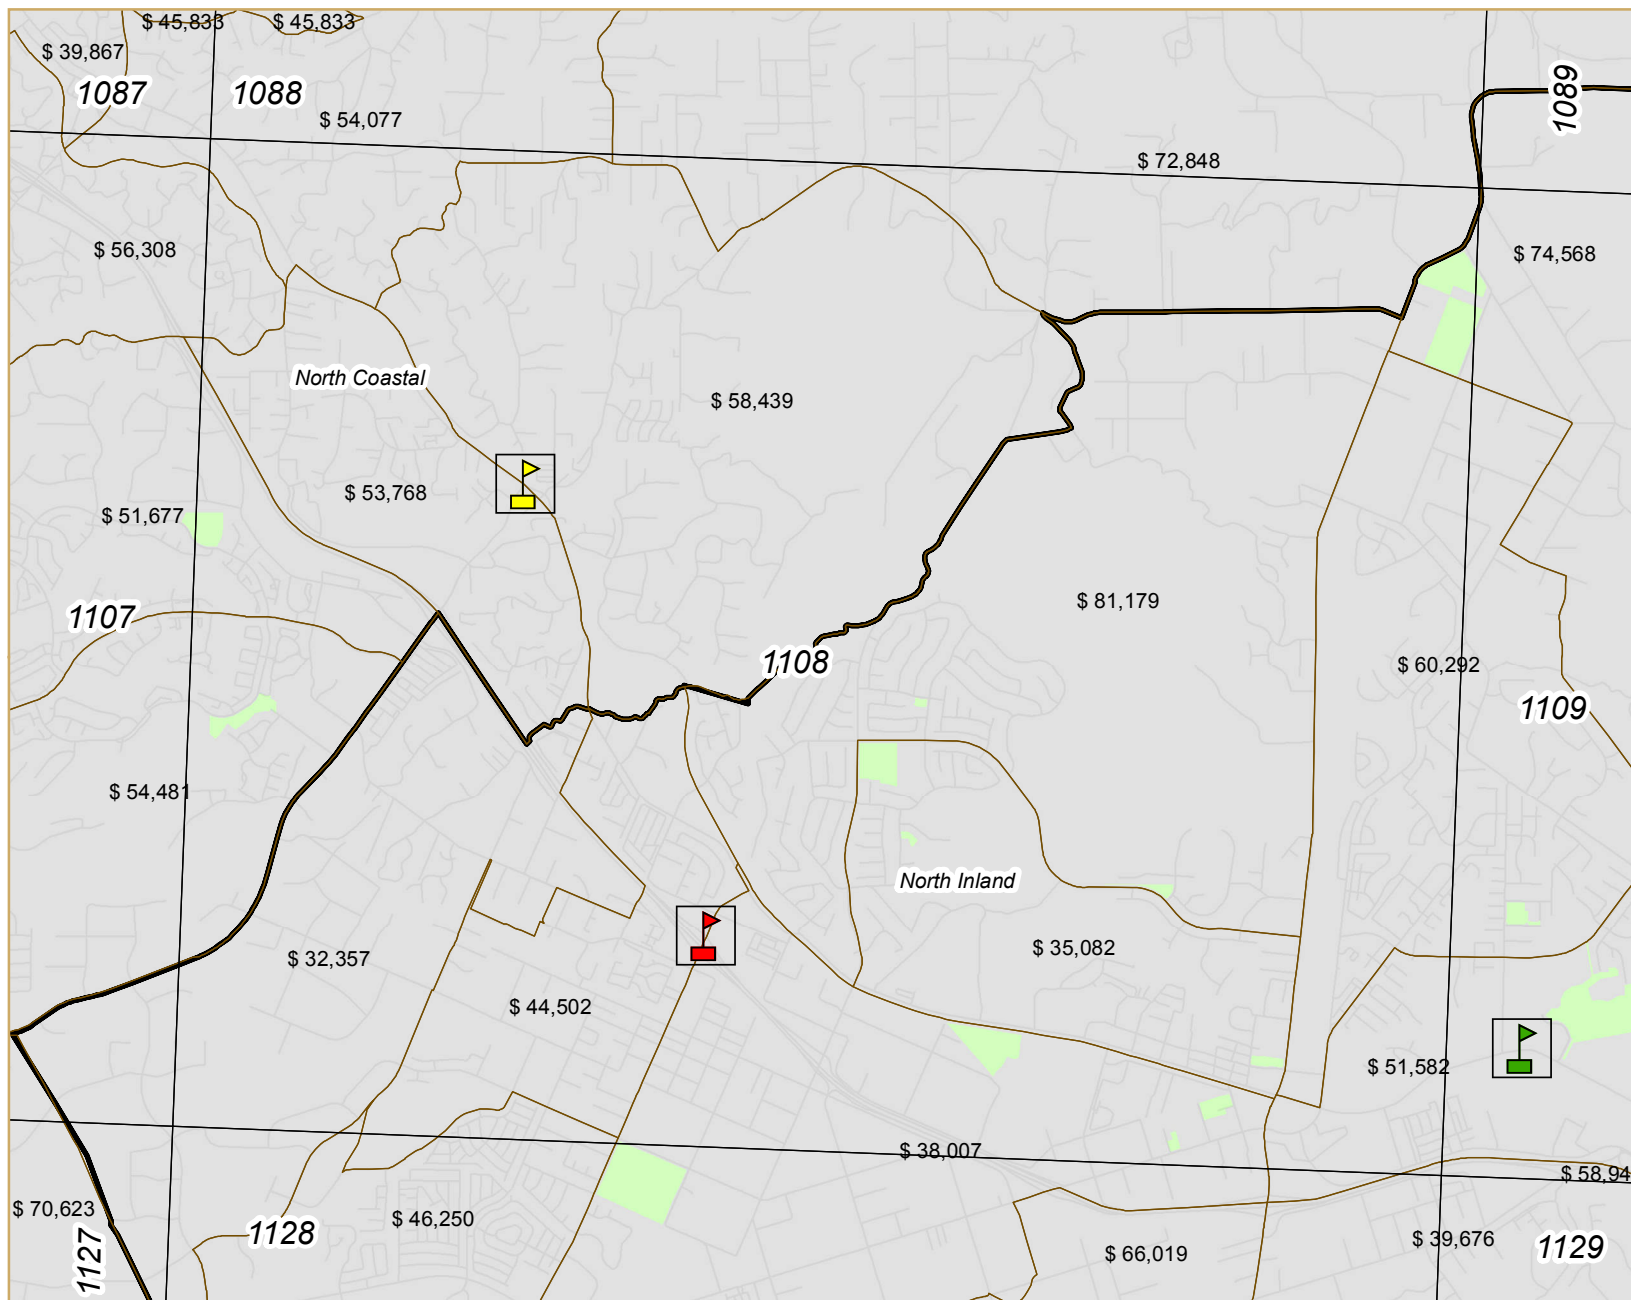 $ 45,833 $ 45,833
$ 39,867
1087 1088 1089
$ 54,077
$ 72,848
$ 56,308 $ 74,568
North Coastal
$ 58,439
$ 53,768
$ 51,677
$ 81,179
1107
1108 $ 60,292
1109
$ 54,481
North Inland
$ 35,082
$ 32,357
$ 44,502
$ 51,582
$ 38,007
$ 58,94
$ 70,623 $ 46,250
1127 1128 $ 66,019 $ 39,676 1129